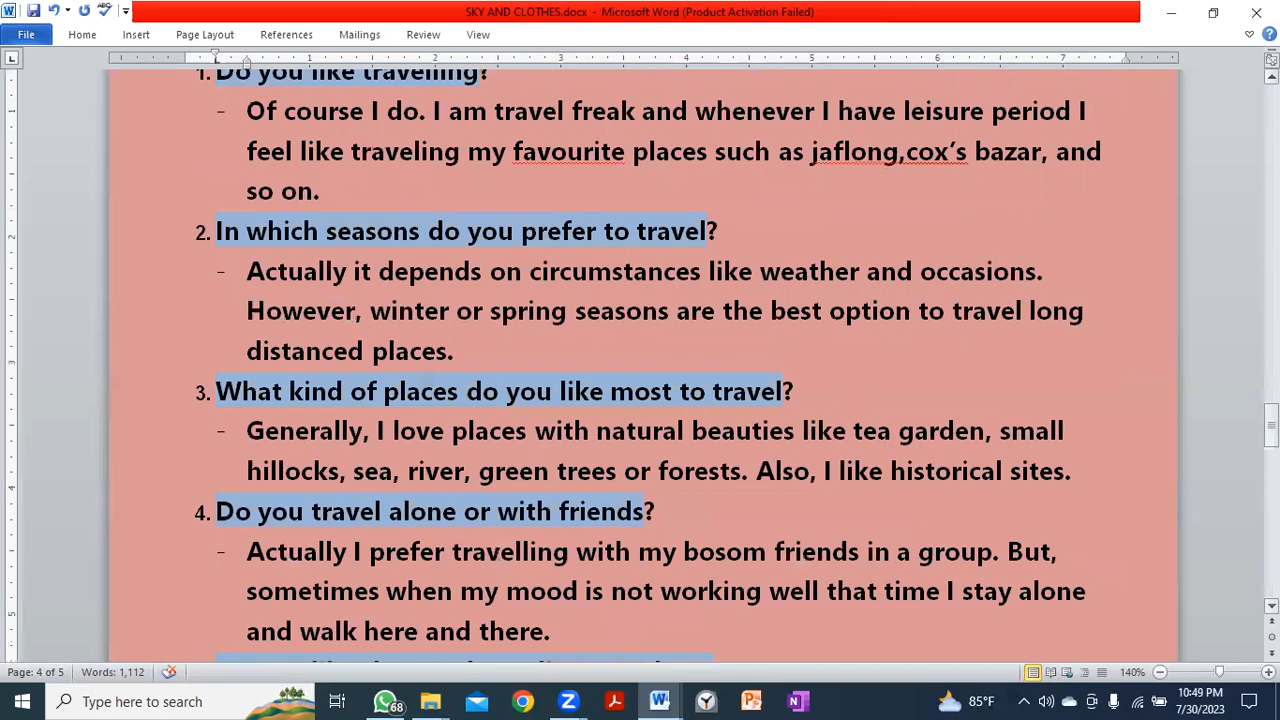 SKY AND CLOTHES.docx - Microsoft Word (Product Activation Failed)
File Home Insert Page Layout References Mailings Review View
1 2 3 4 5 6 7
1. Do you like travelling?
- Of course I do. I am travel freak and whenever I have leisure period I
feel like traveling my favourite places such as jaflong,cox's bazar, and
so on.
2. In which seasons do you prefer to travel?
- Actually it depends on circumstances like weather and occasions.
However, winter or spring seasons are the best option to travel long
distanced places.
3. What kind of places do you like most to travel?
- Generally, I love places with natural beauties like tea garden, small
hillocks, sea, river, green trees or forests. Also, I like historical sites.
4. Do you travel alone or with friends?
- Actually I prefer travelling with my bosom friends in a group. But,
sometimes when my mood is not working well that time I stay alone
and walk here and there.
Page: 4 of 5 Words: 1,112 140%
Type here to search 68 85°F 10:49 PM
7/30/2023